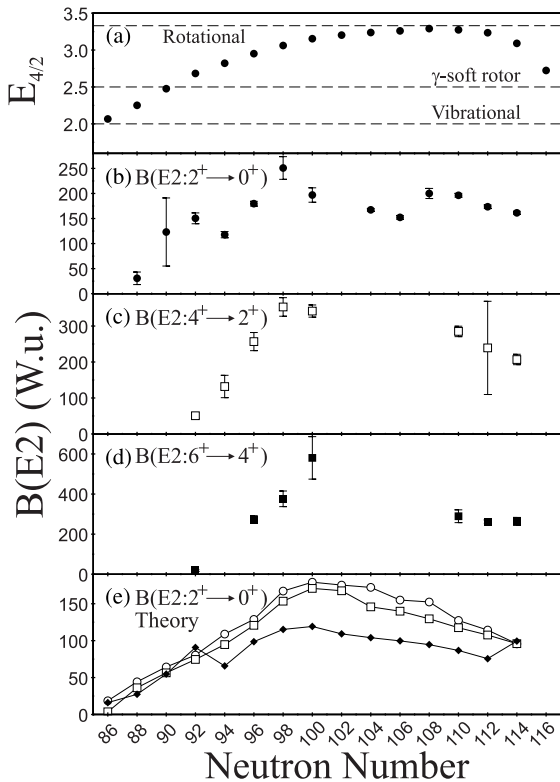 (a) Rotational
γ-soft rotor
Vibrational
E4/2
3.5
3.0
2.5
2.0
(b) B(E2:2⁺→0⁺)
250
200
150
100
50
0
(c) B(E2:4⁺→2⁺)
300
200
100
0
(d) B(E2:6⁺→4⁺)
600
400
200
0
(e) B(E2:2⁺→0⁺)
Theory
150
100
50
0
B(E2) (W.u.)
86 88 90 92 94 96 98 100 102 104 106 108 110 112 114 116
Neutron Number